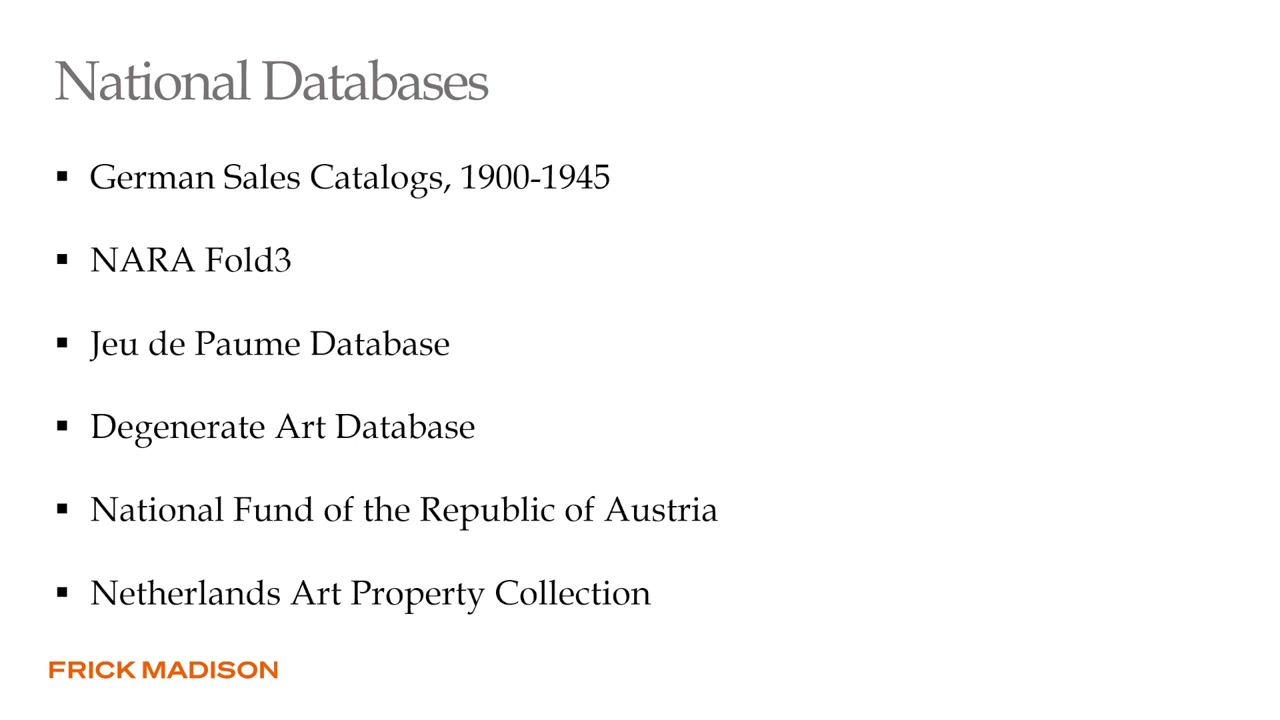 National Databases
▪ German Sales Catalogs, 1900-1945
▪ NARA Fold3
▪ Jeu de Paume Database
▪ Degenerate Art Database
▪ National Fund of the Republic of Austria
▪ Netherlands Art Property Collection
FRICK MADISON